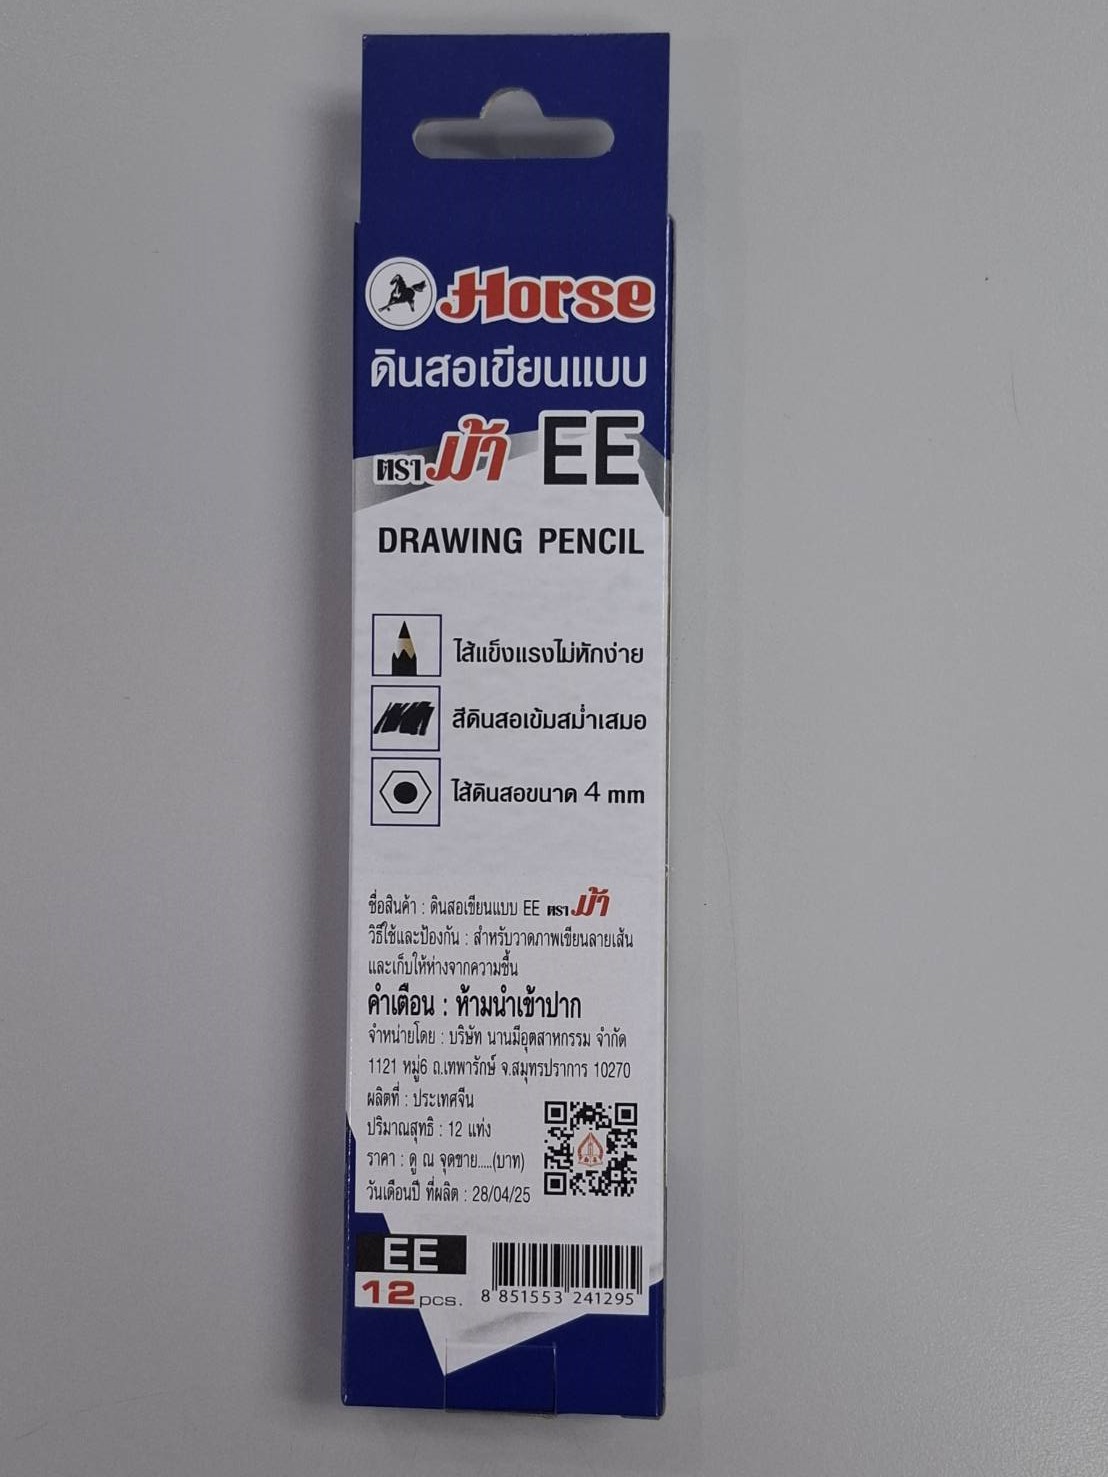 Horse
ดินสอเขียนแบบ
ตราม้า EE
DRAWING PENCIL
ไส้แข็งแรงไม่หักง่าย
สีดินสอเข้มสม่ำเสมอ
ไส้ดินสอขนาด 4 mm
ชื่อสินค้า : ดินสอเขียนแบบ EE ตราม้า
วิธีใช้และป้องกัน : สำหรับวาดภาพเขียนลายเส้น
และเก็บให้ห่างจากความชื้น
คำเตือน : ห้ามนำเข้าปาก
จำหน่ายโดย : บริษัท นานมีอุตสาหกรรม จำกัด
1121 หมู่6 ถ.เทพารักษ์ จ.สมุทรปราการ 10270
ผลิตที่ : ประเทศจีน
ปริมาณสุทธิ : 12 แท่ง
ราคา : ดู ณ จุดขาย.....(บาท)
วันเดือนปี ที่ผลิต : 28/04/25
EE
12 pcs.
8 851553 241295